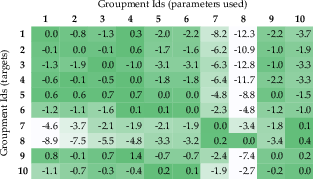 Groupment Ids (parameters used)
1 2 3 4 5 6 7 8 9 10
Groupment Ids (targets)
1 0.0 -0.8 -1.3 0.3 -2.0 -2.2 -8.2 -12.3 -2.2 -3.7
2 -0.1 0.0 -0.1 0.6 -1.7 -1.6 -6.2 -10.9 -1.0 -1.9
3 -1.3 -1.9 0.0 -1.0 -3.1 -3.1 -6.3 -12.8 -1.3 -3.3
4 -0.6 -0.1 -0.5 0.0 -1.8 -1.8 -6.4 -11.7 -2.2 -3.3
5 0.6 0.6 0.7 0.7 0.0 0.0 -4.8 -8.8 0.0 -1.5
6 -1.2 -1.1 -1.6 0.1 0.1 0.0 -2.3 -4.8 -1.2 -1.0
7 -4.6 -3.7 -2.1 -1.9 -2.1 -1.9 0.0 -3.4 -1.8 0.1
8 -8.9 -7.5 -5.5 -4.8 -3.3 -3.2 0.2 0.0 -3.4 0.4
9 0.8 -0.1 0.7 1.4 -0.7 -0.7 -2.4 -7.4 0.0 0.2
10 -1.1 -0.7 -0.3 -0.4 0.2 0.1 -1.9 -2.7 -0.2 0.0